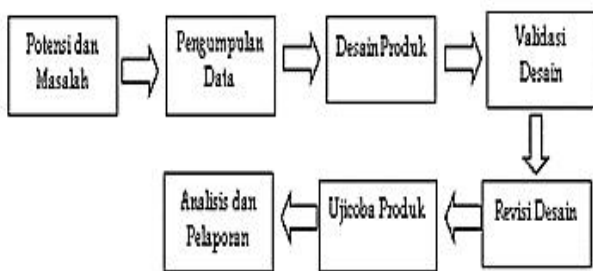 Potensi dan
Masalah
Pengumpulan
Data
Desain Produk
Validasi
Desain
Revisi Desain
Ujicoba Produk
Analisis dan
Pelaporan